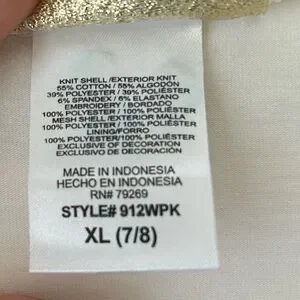 KNIT SHELL /EXTERIOR KNIT
55% COTTON / 55% ALGODÓN
39% POLYESTER / 39% POLIÉSTER
6% SPANDEX / 6% ELASTANO
EMBROIDERY / BORDADO
100% POLYESTER / 100% POLIÉSTER
MESH SHELL /EXTERIOR MALLA
100% POLYESTER / 100% POLIÉSTER
LINING/FORRO
100% POLYESTER/100% POLIÉSTER
EXCLUSIVE OF DECORATION
EXCLUSIVO DE DECORACIÓN
MADE IN INDONESIA
HECHO EN INDONESIA
RN# 79269
STYLE# 912WPK
XL (7/8)